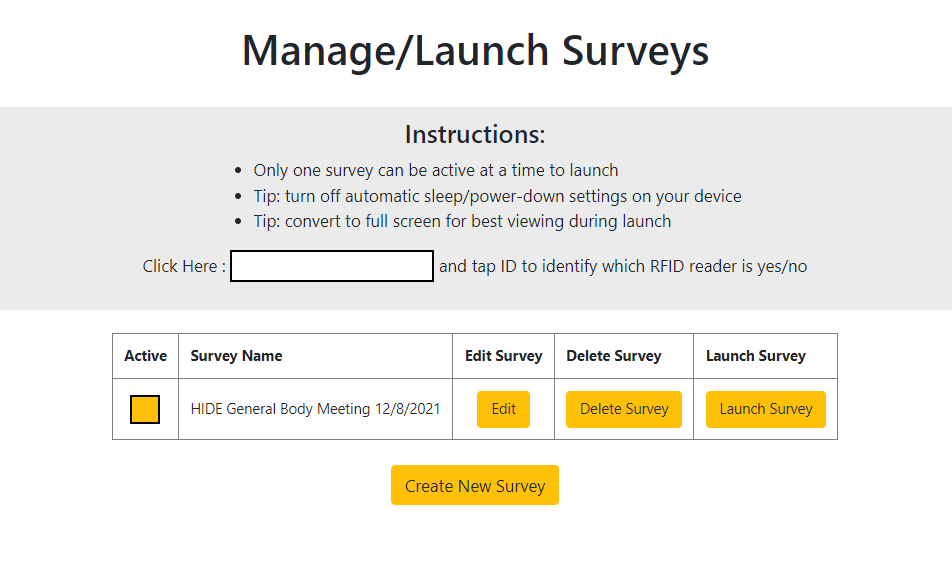 Manage/Launch Surveys
Instructions:
Only one survey can be active at a time to launch
Tip: turn off automatic sleep/power-down settings on your device
Tip: convert to full screen for best viewing during launch
Click Here : and tap ID to identify which RFID reader is yes/no
Active Survey Name Edit Survey Delete Survey Launch Survey
HIDE General Body Meeting 12/8/2021 Edit Delete Survey Launch Survey
Create New Survey